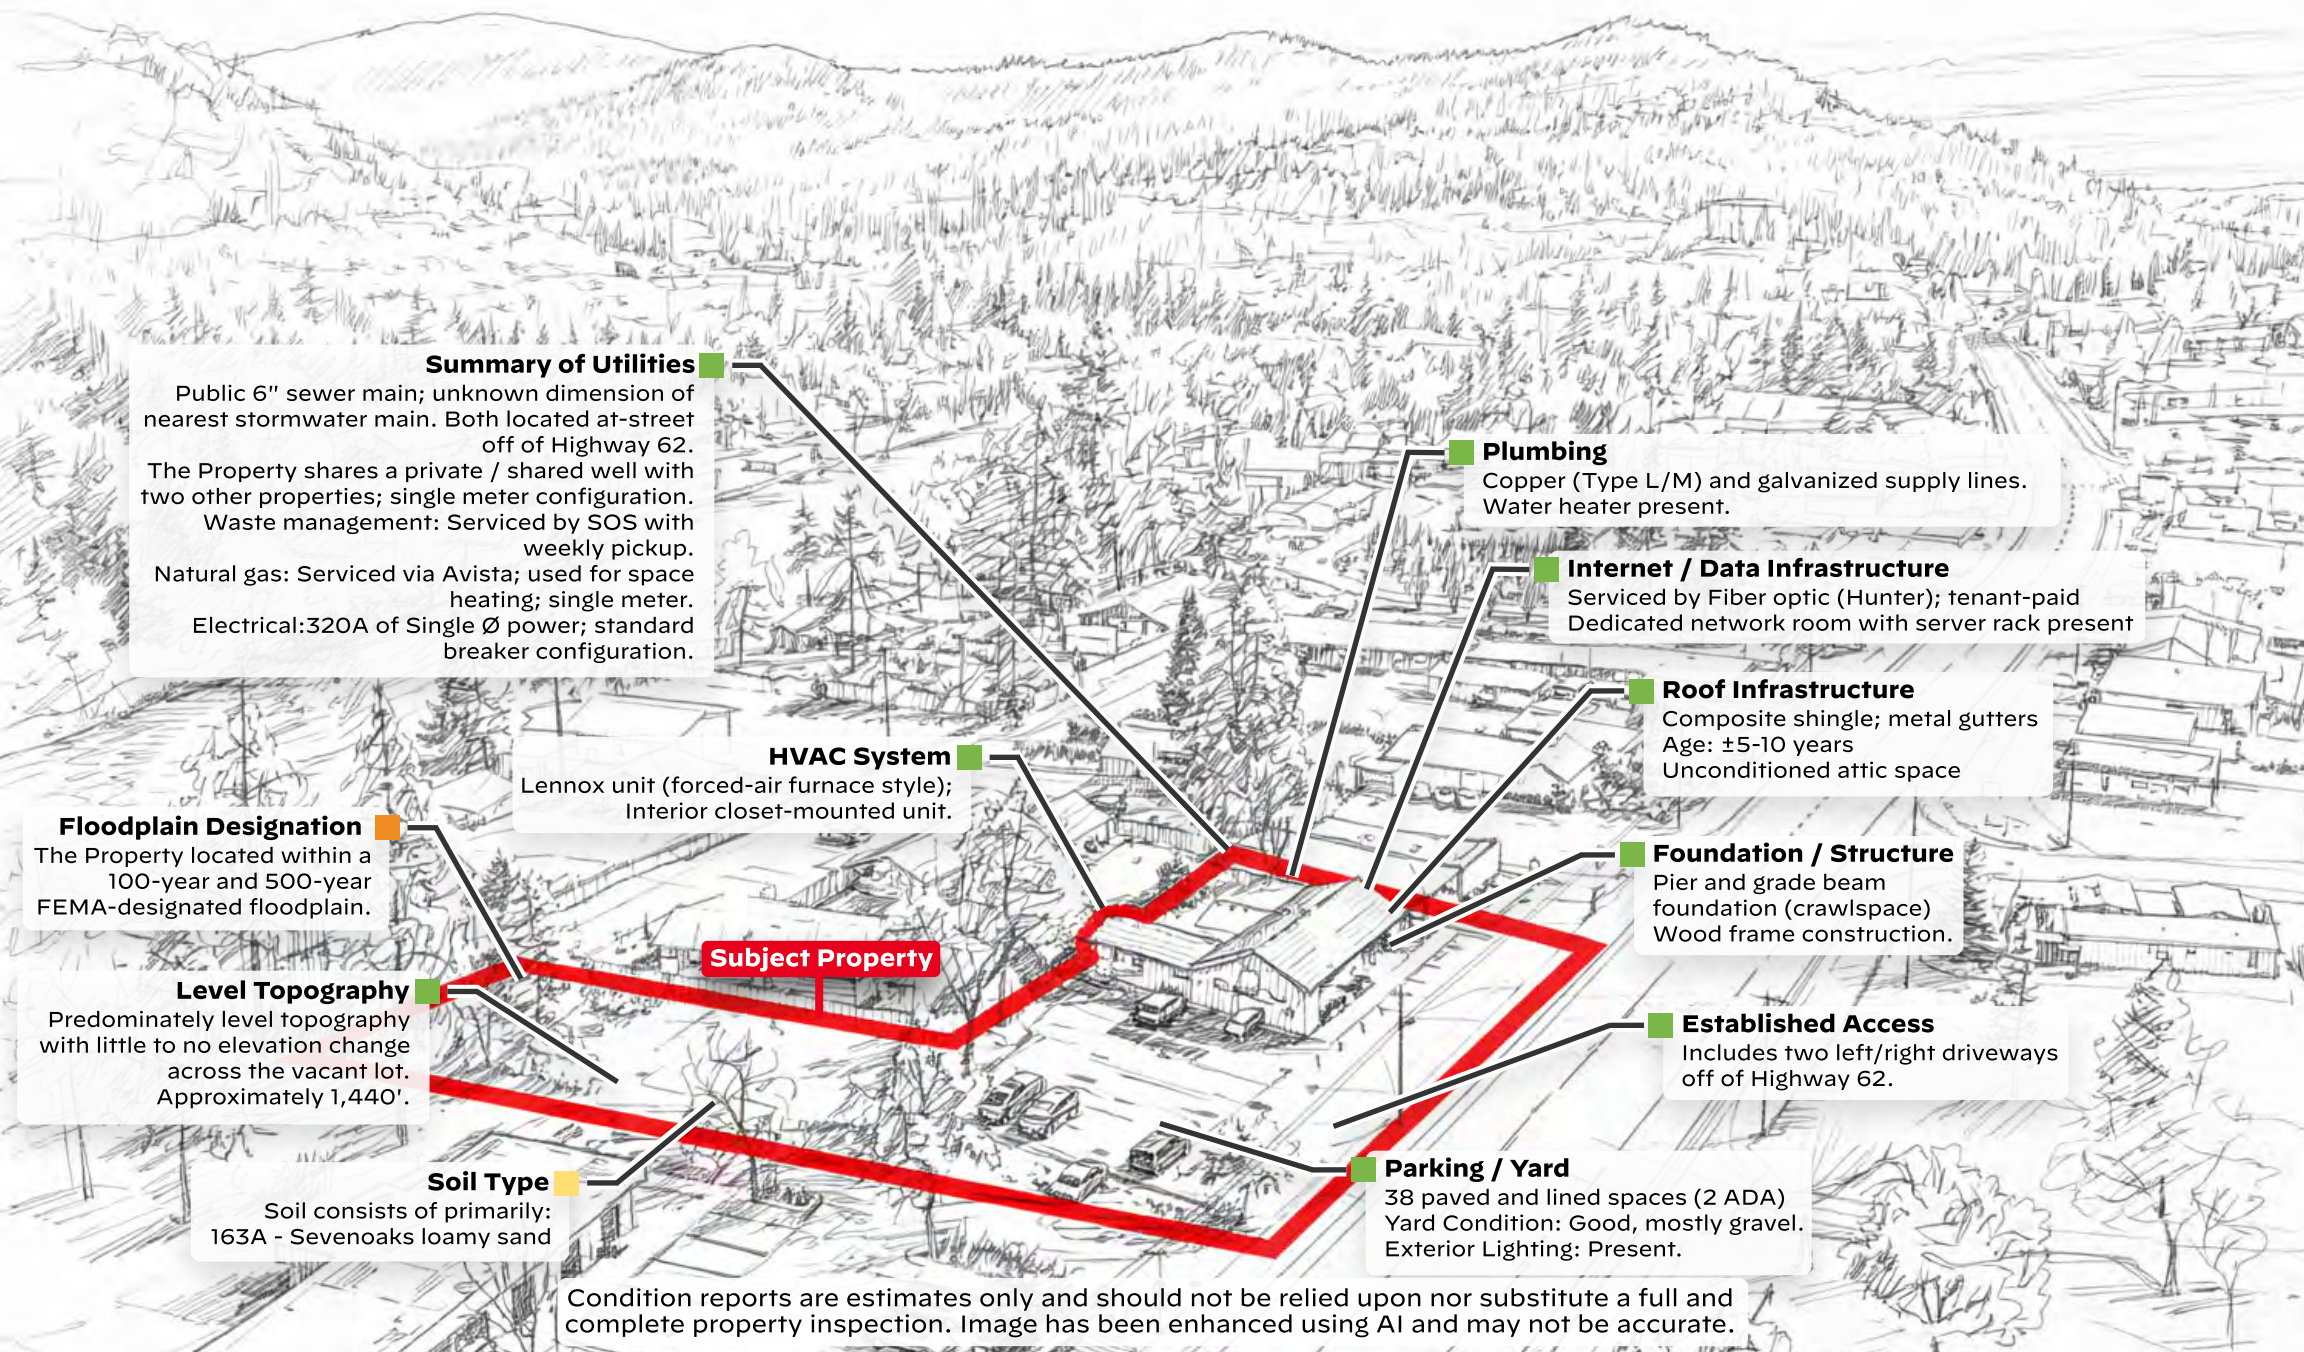 Summary of Utilities
Public 6" sewer main; unknown dimension of
nearest stormwater main. Both located at-street
off of Highway 62.
The Property shares a private / shared well with
two other properties; single meter configuration.
Waste management: Serviced by SOS with
weekly pickup.
Natural gas: Serviced via Avista; used for space
heating; single meter.
Electrical:320A of Single Ø power; standard
breaker configuration.
Plumbing
Copper (Type L/M) and galvanized supply lines.
Water heater present.
Internet / Data Infrastructure
Serviced by Fiber optic (Hunter); tenant-paid
Dedicated network room with server rack present
Roof Infrastructure
Composite shingle; metal gutters
Age: ±5-10 years
Unconditioned attic space
HVAC System
Lennox unit (forced-air furnace style);
Interior closet-mounted unit.
Floodplain Designation
The Property located within a
100-year and 500-year
FEMA-designated floodplain.
Foundation / Structure
Pier and grade beam
foundation (crawlspace)
Wood frame construction.
Subject Property
Level Topography
Predominately level topography
with little to no elevation change
across the vacant lot.
Approximately 1,440'.
Established Access
Includes two left/right driveways
off of Highway 62.
Soil Type
Soil consists of primarily:
163A - Sevenoaks loamy sand
Parking / Yard
38 paved and lined spaces (2 ADA)
Yard Condition: Good, mostly gravel.
Exterior Lighting: Present.
Condition reports are estimates only and should not be relied upon nor substitute a full and
complete property inspection. Image has been enhanced using AI and may not be accurate.